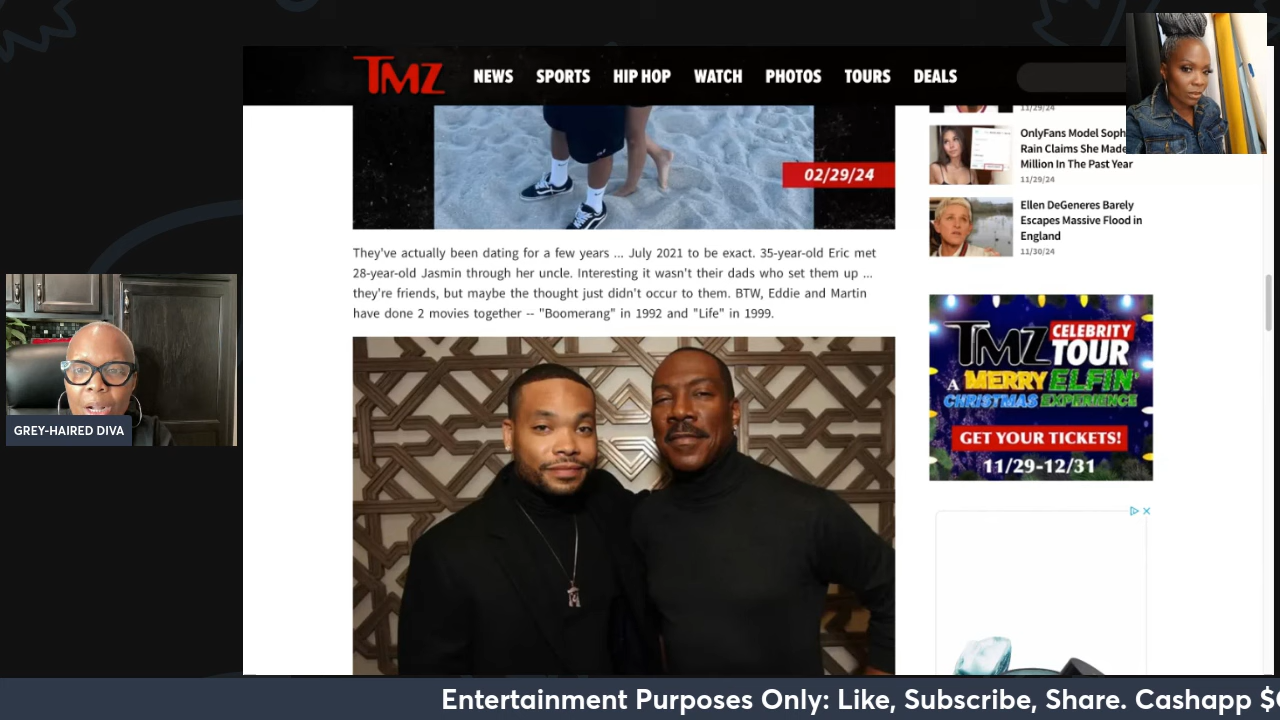 TMZ
NEWS SPORTS HIP HOP WATCH PHOTOS TOURS DEALS
02/29/24
They've actually been dating for a few years ... July 2021 to be exact. 35-year-old Eric met
28-year-old Jasmin through her uncle. Interesting it wasn't their dads who set them up ...
they're friends, but maybe the thought just didn't occur to them. BTW, Eddie and Martin
have done 2 movies together -- "Boomerang" in 1992 and "Life" in 1999.
11/29/24
OnlyFans Model Soph
Rain Claims She Made
Million In The Past Year
11/29/24
Ellen DeGeneres Barely
Escapes Massive Flood in
England
11/30/24
TMZ CELEBRITY
TOUR
A MERRY ELFIN'
CHRISTMAS EXPERIENCE
GET YOUR TICKETS!
11/29-12/31
GREY-HAIRED DIVA
Entertainment Purposes Only: Like, Subscribe, Share. Cashapp $